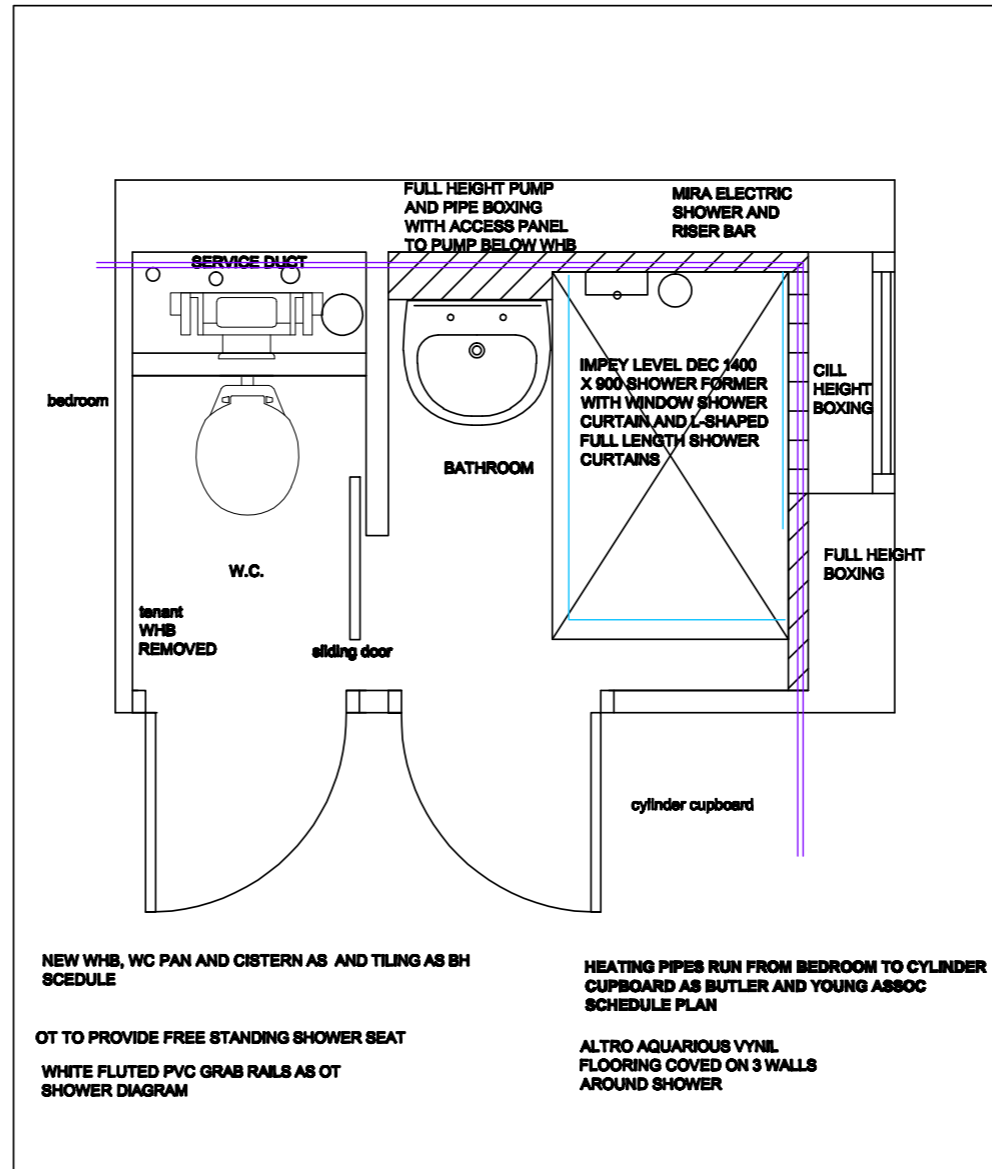 FULL HEIGHT PUMP
AND PIPE BOXING
WITH ACCESS PANEL
TO PUMP BELOW WHB
MIRA ELECTRIC
SHOWER AND
RISER BAR
SERVICE DUCT
bedroom
IMPEY LEVEL DEC 1400
X 900 SHOWER FORMER
WITH WINDOW SHOWER
CURTAIN AND L-SHAPED
FULL LENGTH SHOWER
CURTAINS
CILL
HEIGHT
BOXING
BATHROOM
W.C.
FULL HEIGHT
BOXING
tenant
WHB
REMOVED
sliding door
cylinder cupboard
NEW WHB, WC PAN AND CISTERN AS AND TILING AS BH
SCEDULE
OT TO PROVIDE FREE STANDING SHOWER SEAT
WHITE FLUTED PVC GRAB RAILS AS OT
SHOWER DIAGRAM
HEATING PIPES RUN FROM BEDROOM TO CYLINDER
CUPBOARD AS BUTLER AND YOUNG ASSOC
SCHEDULE PLAN
ALTRO AQUARIOUS VYNIL
FLOORING COVED ON 3 WALLS
AROUND SHOWER